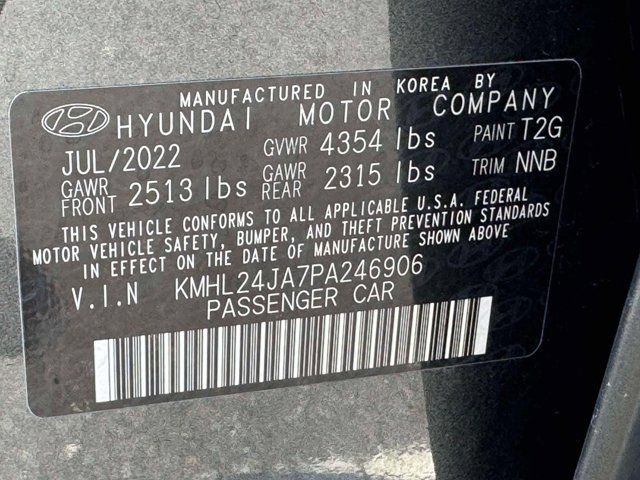 MANUFACTURED IN KOREA BY
HYUNDAI MOTOR COMPANY
JUL/2022 GVWR 4354 lbs PAINT T2G
GAWR FRONT 2513 lbs GAWR REAR 2315 lbs TRIM NNB
THIS VEHICLE CONFORMS TO ALL APPLICABLE U.S.A. FEDERAL
MOTOR VEHICLE SAFETY, BUMPER, AND THEFT PREVENTION STANDARDS
IN EFFECT ON THE DATE OF MANUFACTURE SHOWN ABOVE
V.I.N KMHL24JA7PA246906
PASSENGER CAR